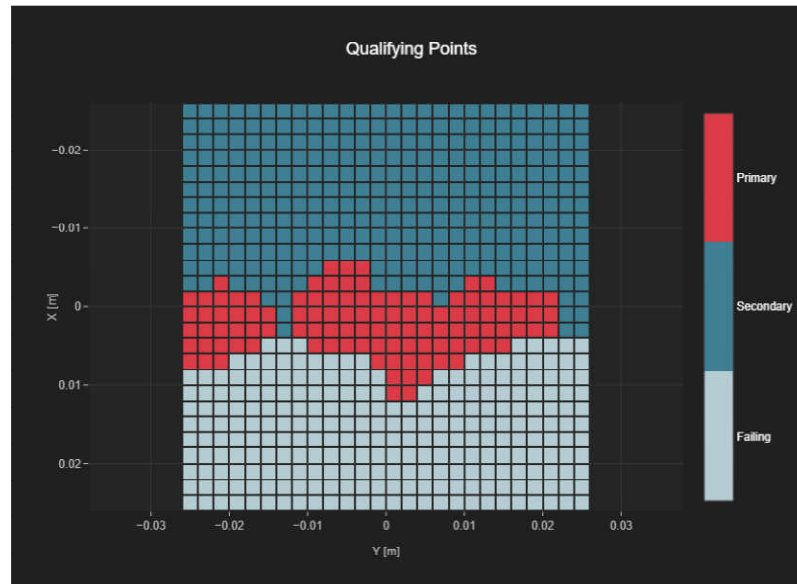 Qualifying Points
−0.02
−0.01
0
0.01
0.02
X [m]
−0.03
−0.02
−0.01
0
0.01
0.02
0.03
Y [m]
Primary
Secondary
Failing